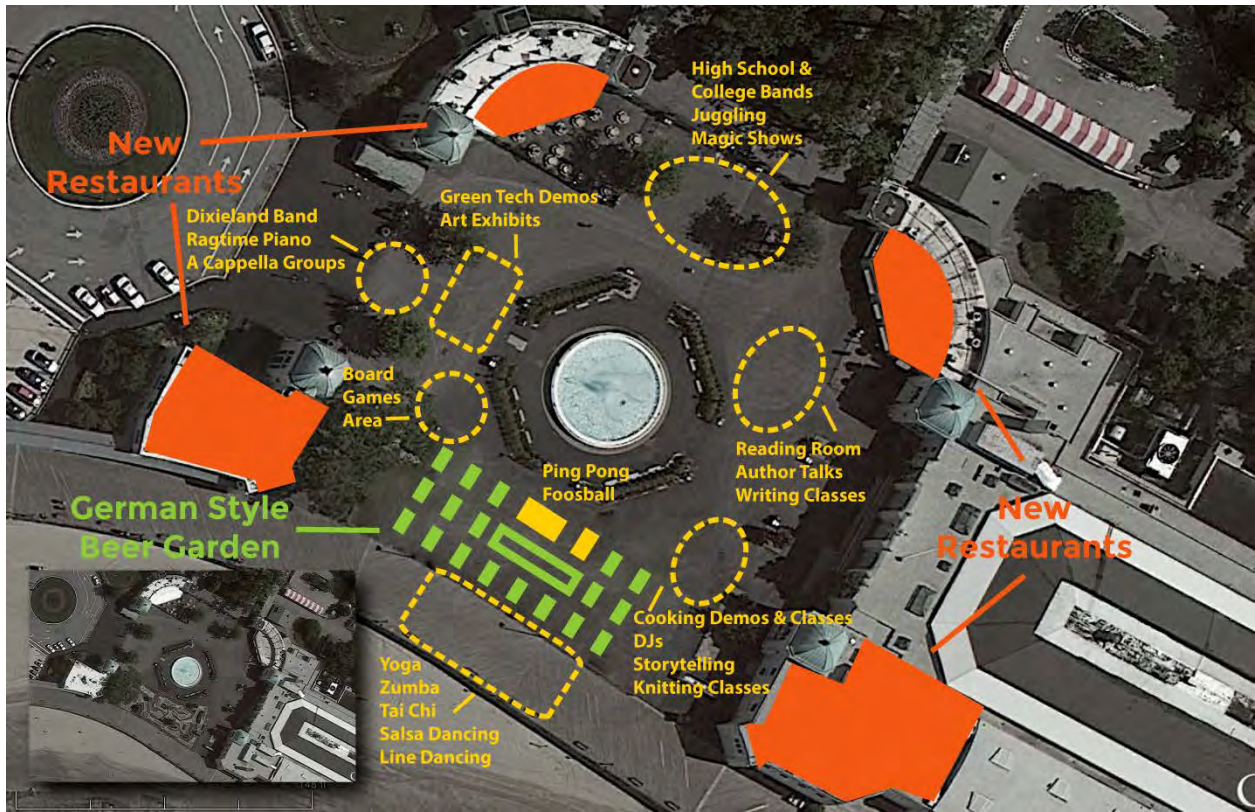 High School &
College Bands
Juggling
Magic Shows
New
Restaurants
Green Tech Demos
Art Exhibits
Dixieland Band
Ragtime Piano
A Cappella Groups
Board
Games
Area
Reading Room
Author Talks
Writing Classes
Ping Pong
Foosball
German Style
Beer Garden
New
Restaurants
Cooking Demos & Classes
DJs
Storytelling
Knitting Classes
Yoga
Zumba
Tai Chi
Salsa Dancing
Line Dancing